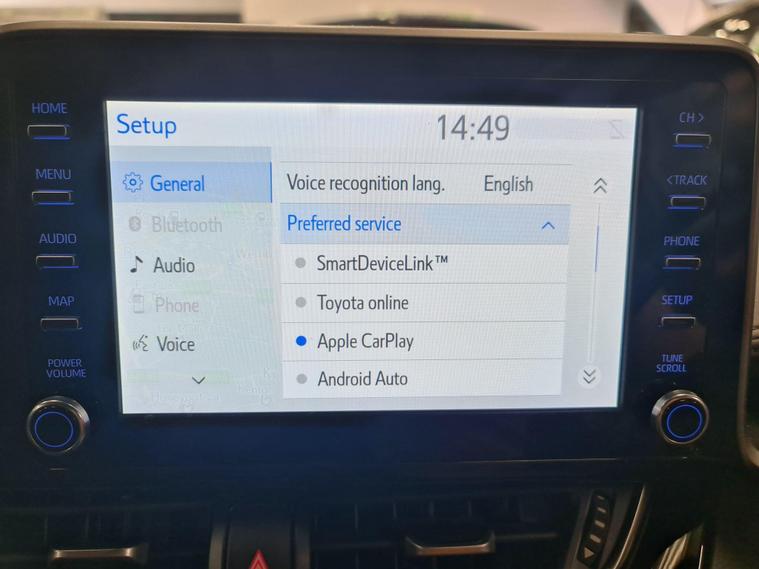 HOME
MENU
AUDIO
MAP
POWER
VOLUME
Setup
14:49
General
Bluetooth
Audio
Phone
Voice
Voice recognition lang. English
Preferred service
SmartDeviceLink™
Toyota online
Apple CarPlay
Android Auto
CH >
<TRACK
PHONE
SETUP
TUNE
SCROLL